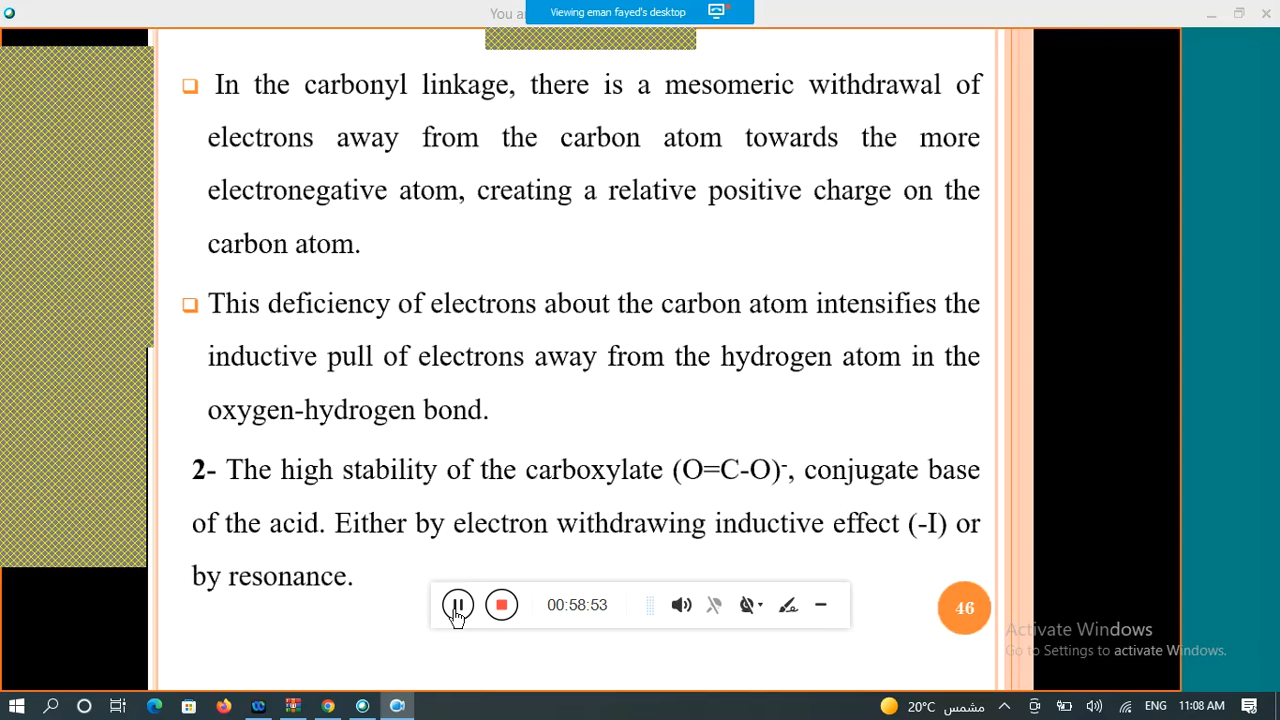 You a
Viewing eman fayed's desktop
In the carbonyl linkage, there is a mesomeric withdrawal of
electrons away from the carbon atom towards the more
electronegative atom, creating a relative positive charge on the
carbon atom.
This deficiency of electrons about the carbon atom intensifies the
inductive pull of electrons away from the hydrogen atom in the
oxygen-hydrogen bond.
2- The high stability of the carboxylate (O=C-O)⁻, conjugate base
of the acid. Either by electron withdrawing inductive effect (-I) or
by resonance.
00:58:53
46
Activate Windows
Go to Settings to activate Windows.
20°C مشمس
ENG
11:08 AM